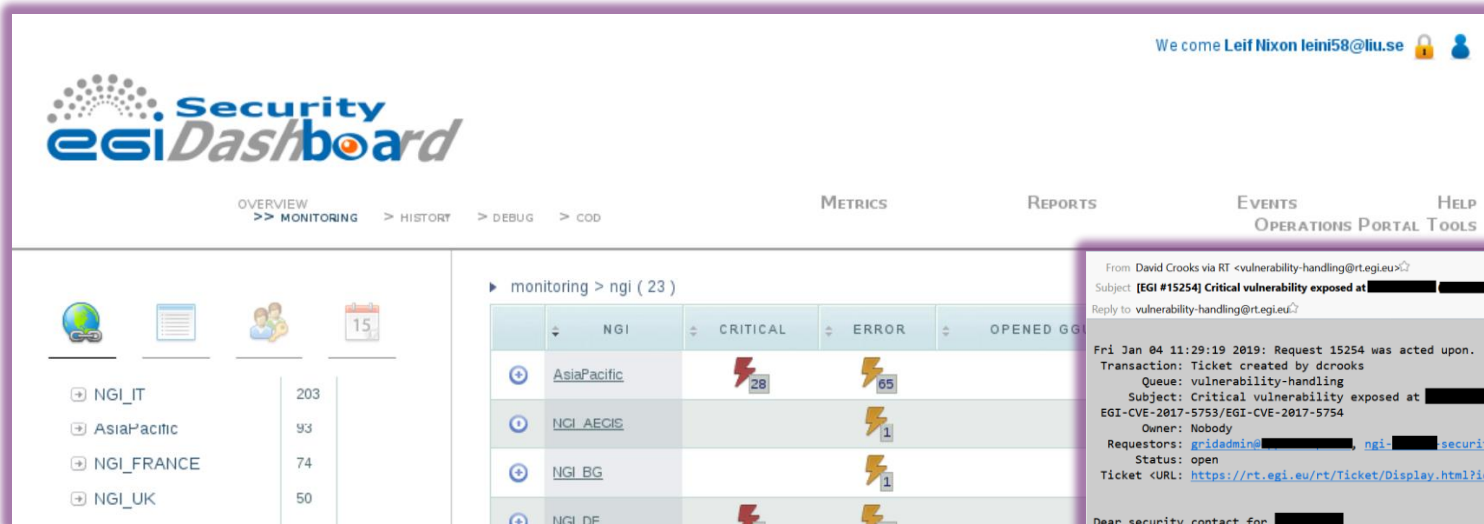 We come Leif Nixon leini58@liu.se
Security
egi Dashboard
OVERVIEW
>> MONITORING > HISTORY > DEBUG > COD
METRICS REPORTS EVENTS HELP
OPERATIONS PORTAL TOOLS
15
NGI_IT 203
AsiaPacific 93
NGI_FRANCE 74
NGI_UK 50
monitoring > ngi ( 23 )
NGI CRITICAL ERROR OPENED
AsiaPacific 28 65
NGI_AEGIS 1
NGI_BG 1
NGI_DE
From David Crooks via RT <vulnerability-handling@rt.egi.eu>
Subject [EGI #15254] Critical vulnerability exposed at
Reply to vulnerability-handling@rt.egi.eu
Fri Jan 04 11:29:19 2019: Request 15254 was acted upon.
Transaction: Ticket created by dcrooks
Queue: vulnerability-handling
Subject: Critical vulnerability exposed at
EGI-CVE-2017-5753/EGI-CVE-2017-5754
Owner: Nobody
Requestors: gridadmin@ , ngi- -securit
Status: open
Ticket <URL: https://rt.egi.eu/rt/Ticket/Display.html?i
Dear security contact for